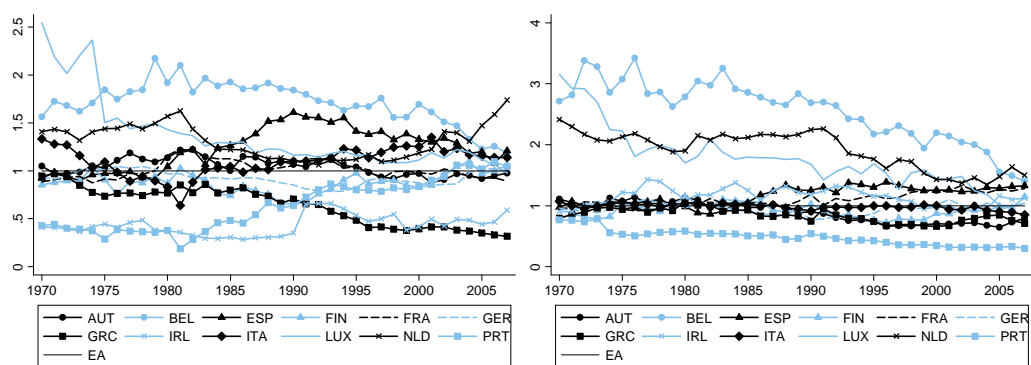 2.5
2
1.5
1
.5
0
1970 1975 1980 1985 1990 1995 2000 2005
AUT BEL ESP FIN FRA GER
GRC IRL ITA LUX NLD PRT
EA
4
3
2
1
0
1970 1975 1980 1985 1990 1995 2000 2005
AUT BEL ESP FIN FRA GER
GRC IRL ITA LUX NLD PRT
EA